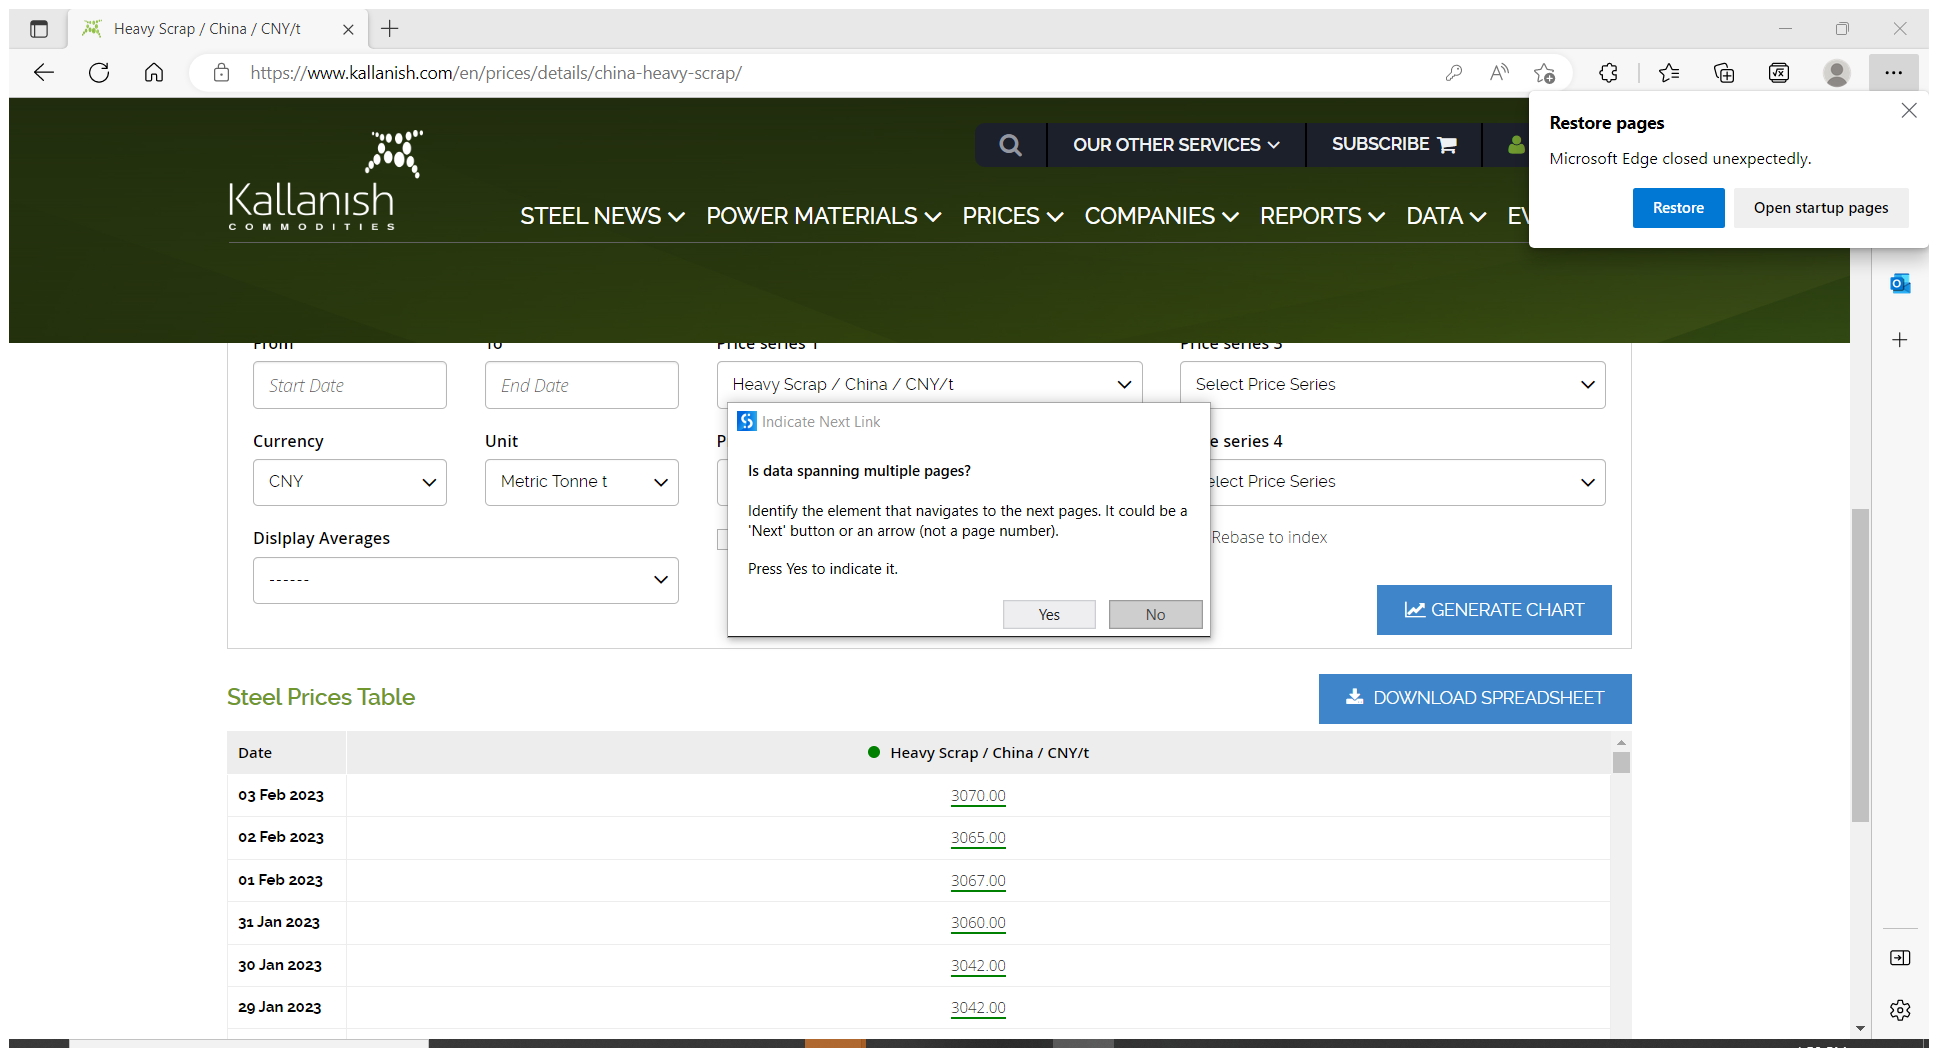 Heavy Scrap / China / CNY/t
https://www.kallanish.com/en/prices/details/china-heavy-scrap/
Restore pages
Microsoft Edge closed unexpectedly.
Restore
Open startup pages
OUR OTHER SERVICES
SUBSCRIBE
Kallanish
COMMODITIES
STEEL NEWS
POWER MATERIALS
PRICES
COMPANIES
REPORTS
DATA
From
To
Price series 1
Price series 3
Start Date
End Date
Heavy Scrap / China / CNY/t
Select Price Series
Currency
Unit
P
e series 4
CNY
Metric Tonne t
elect Price Series
Dislplay Averages
------
Rebase to index
GENERATE CHART
Indicate Next Link
Is data spanning multiple pages?
Identify the element that navigates to the next pages. It could be a
'Next' button or an arrow (not a page number).
Press Yes to indicate it.
Yes
No
Steel Prices Table
DOWNLOAD SPREADSHEET
Date
Heavy Scrap / China / CNY/t
03 Feb 2023 3070.00
02 Feb 2023 3065.00
01 Feb 2023 3067.00
31 Jan 2023 3060.00
30 Jan 2023 3042.00
29 Jan 2023 3042.00